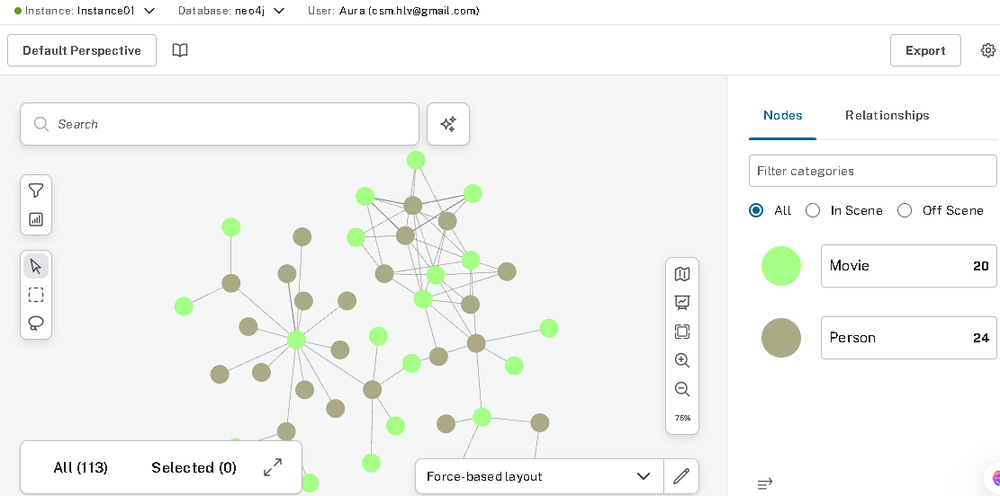 Instance: Instance01 Database: neo4j User: Aura (csm.hlv@gmail.com)
Default Perspective Export
Search
Nodes Relationships
Filter categories
All In Scene Off Scene
Movie 20
Person 24
75%
All (113) Selected (0)
Force-based layout